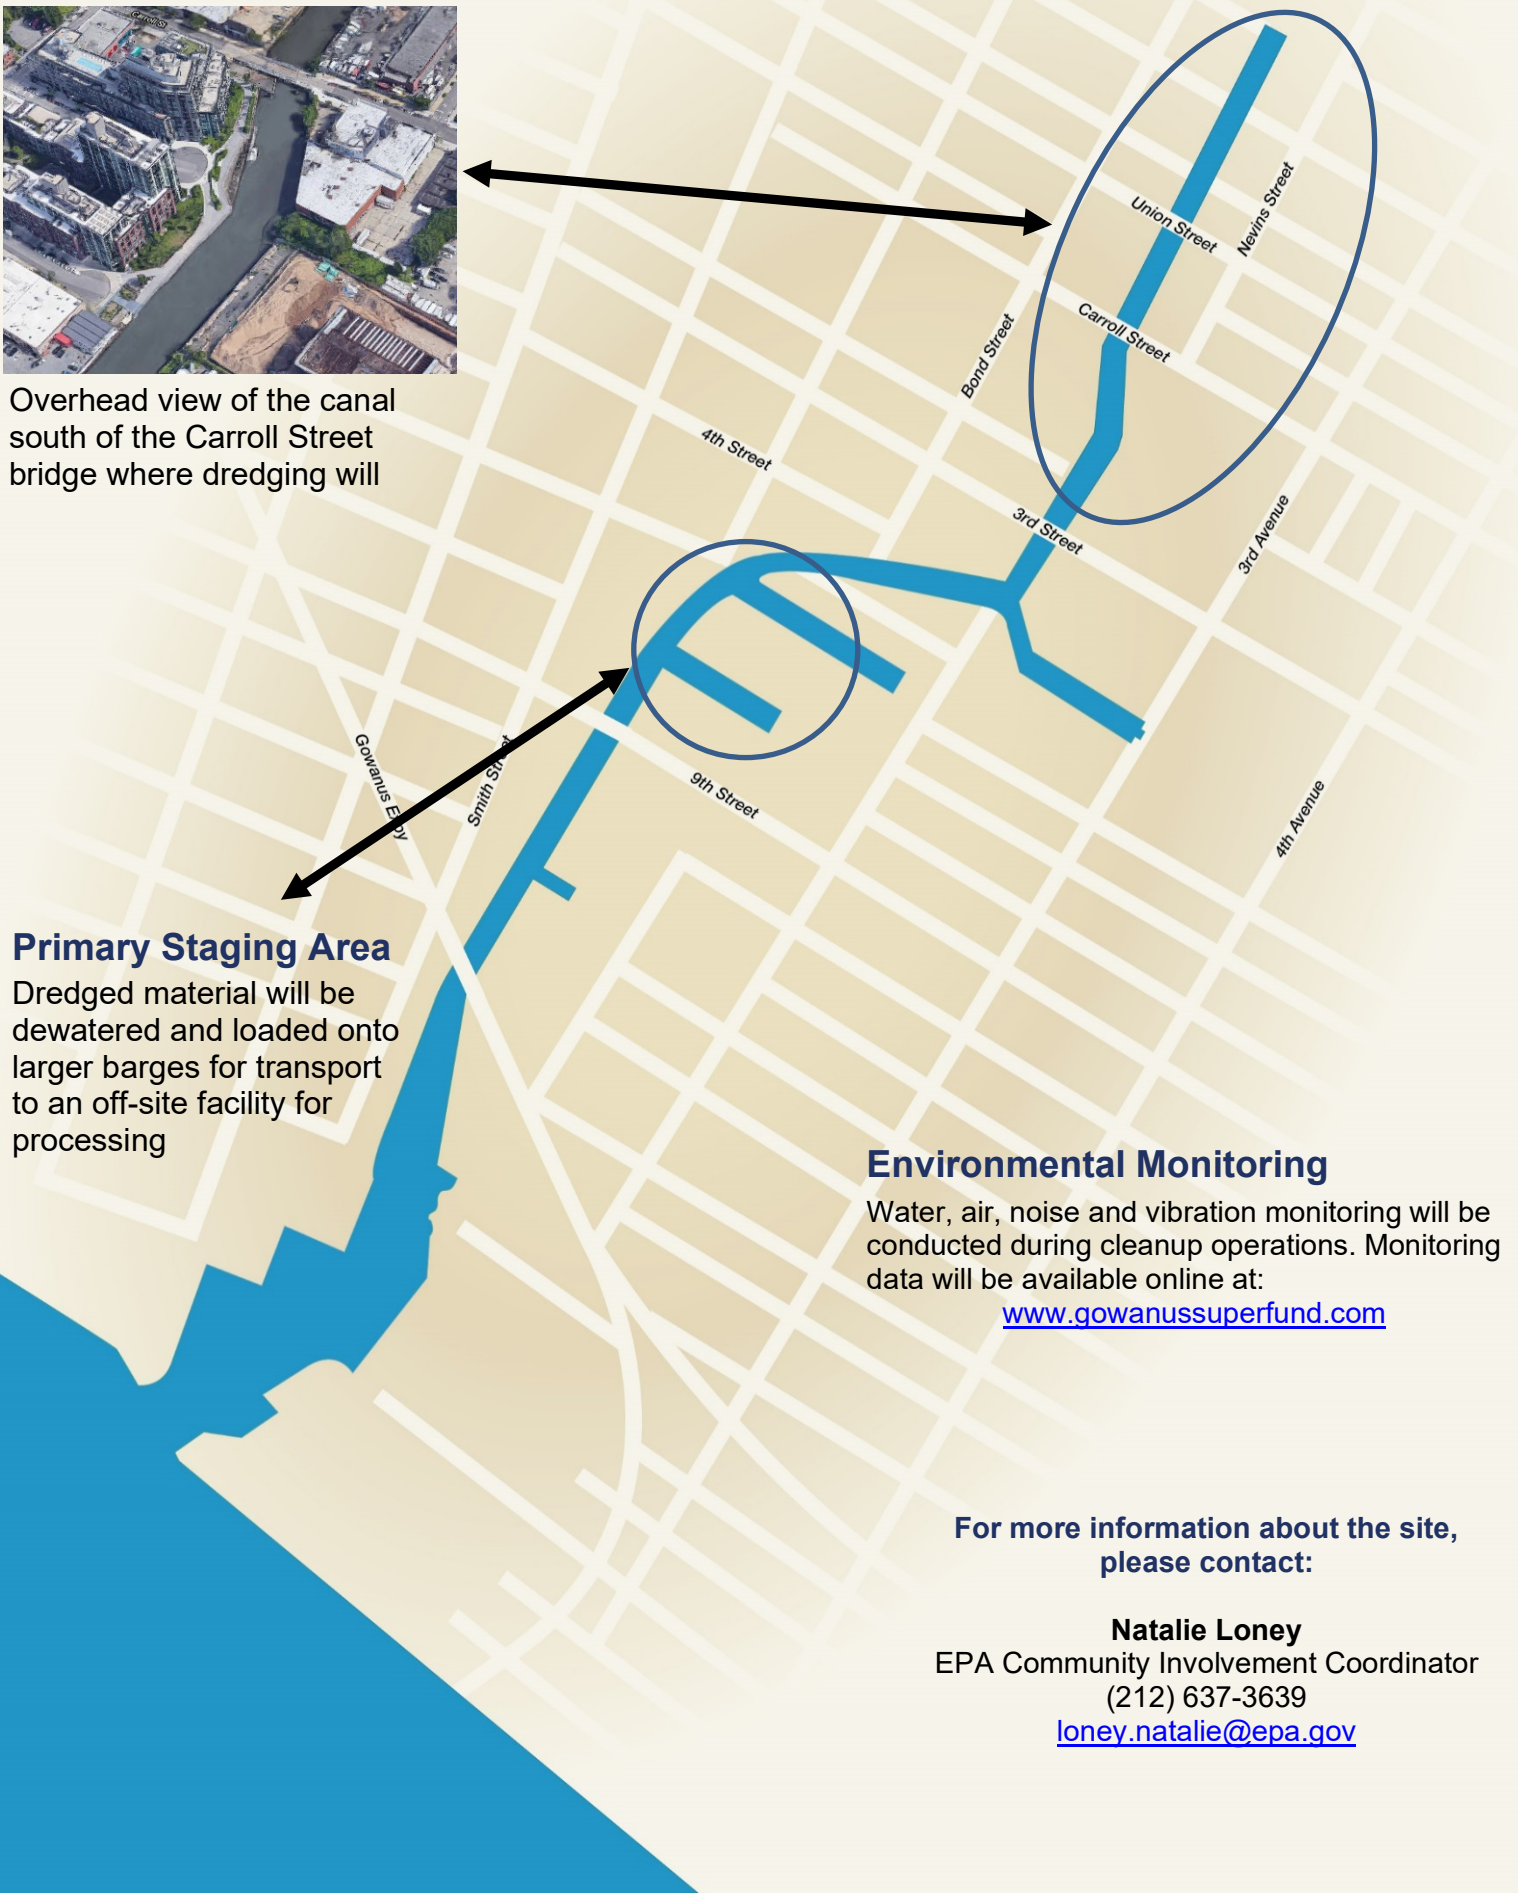 Carroll St
Overhead view of the canal
south of the Carroll Street
bridge where dredging will
Union Street
Nevins Street
Carroll Street
Bond Street
4th Street
3rd Street
3rd Avenue
Gowanus
Smith
9th Street
4th Avenue
Primary Staging Area
Dredged material will be
dewatered and loaded onto
larger barges for transport
to an off-site facility for
processing
Environmental Monitoring
Water, air, noise and vibration monitoring will be
conducted during cleanup operations. Monitoring
data will be available online at:
www.gowanussuperfund.com
For more information about the site,
please contact:
Natalie Loney
EPA Community Involvement Coordinator
(212) 637-3639
loney.natalie@epa.gov